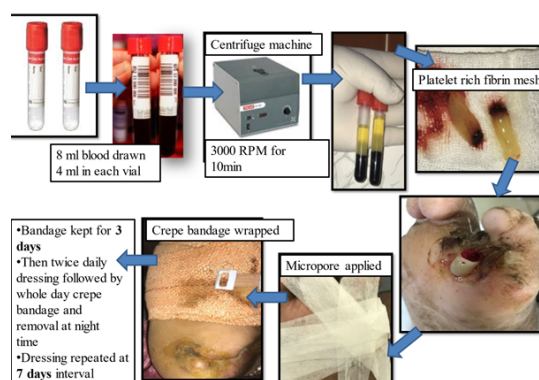 Centrifuge machine
Platelet rich fibrin mesh
8 ml blood drawn
4 ml in each vial
3000 RPM for
10min
•Bandage kept for 3
days
•Then twice daily
dressing followed by
whole day crepe
bandage and
removal at night
time
•Dressing repeated at
7 days interval
Crepe bandage wrapped
Micropore applied